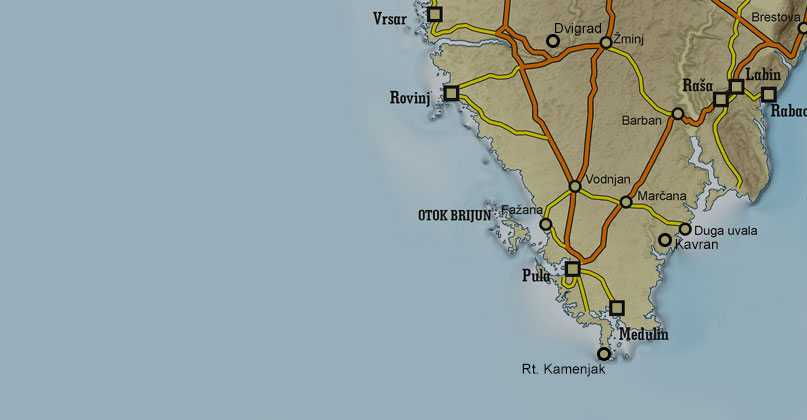 Vrsar
Dvigrad
Žminj
Brestova
Rovinj
Raša
Labin
Rabac
Barban
Vodnjan
Marčana
OTOK BRIJUN
Fažana
Duga uvala
Kavran
Pula
Medulin
Rt. Kamenjak